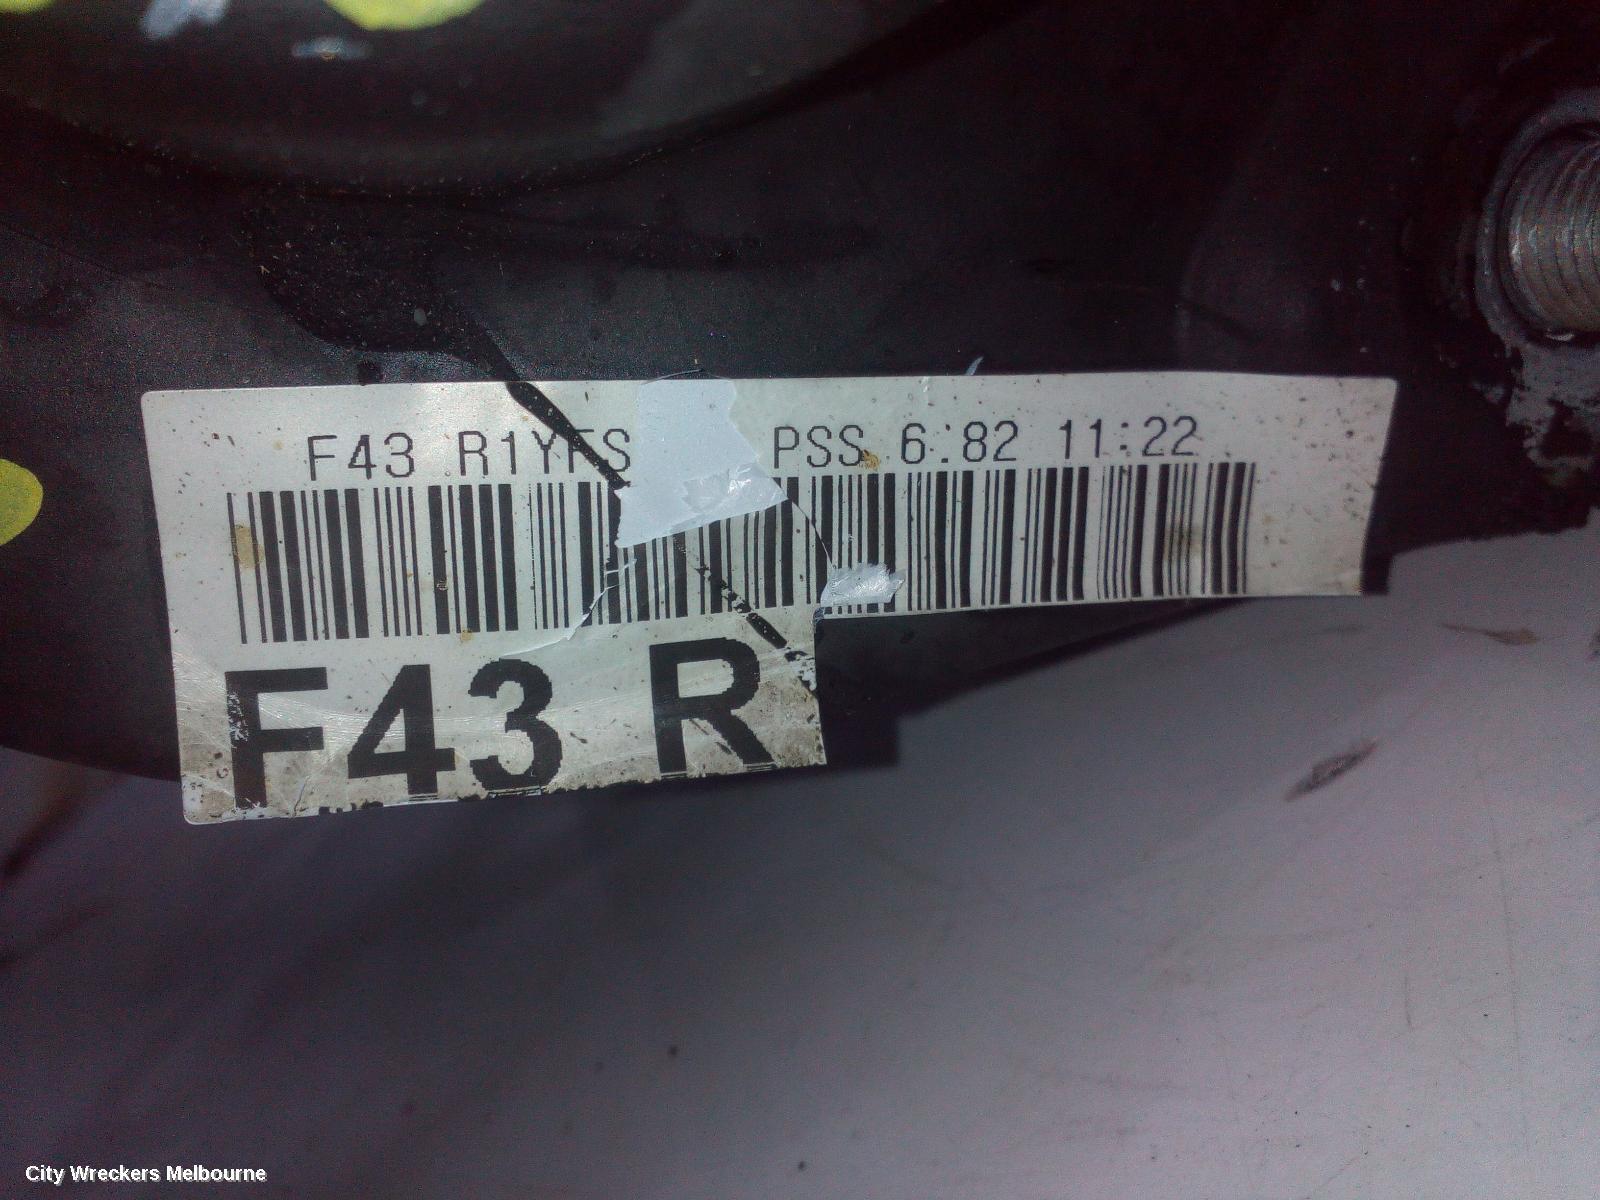 F43 R1YFS PSS 6.82 11:22
F43 R
City Wreckers Melbourne